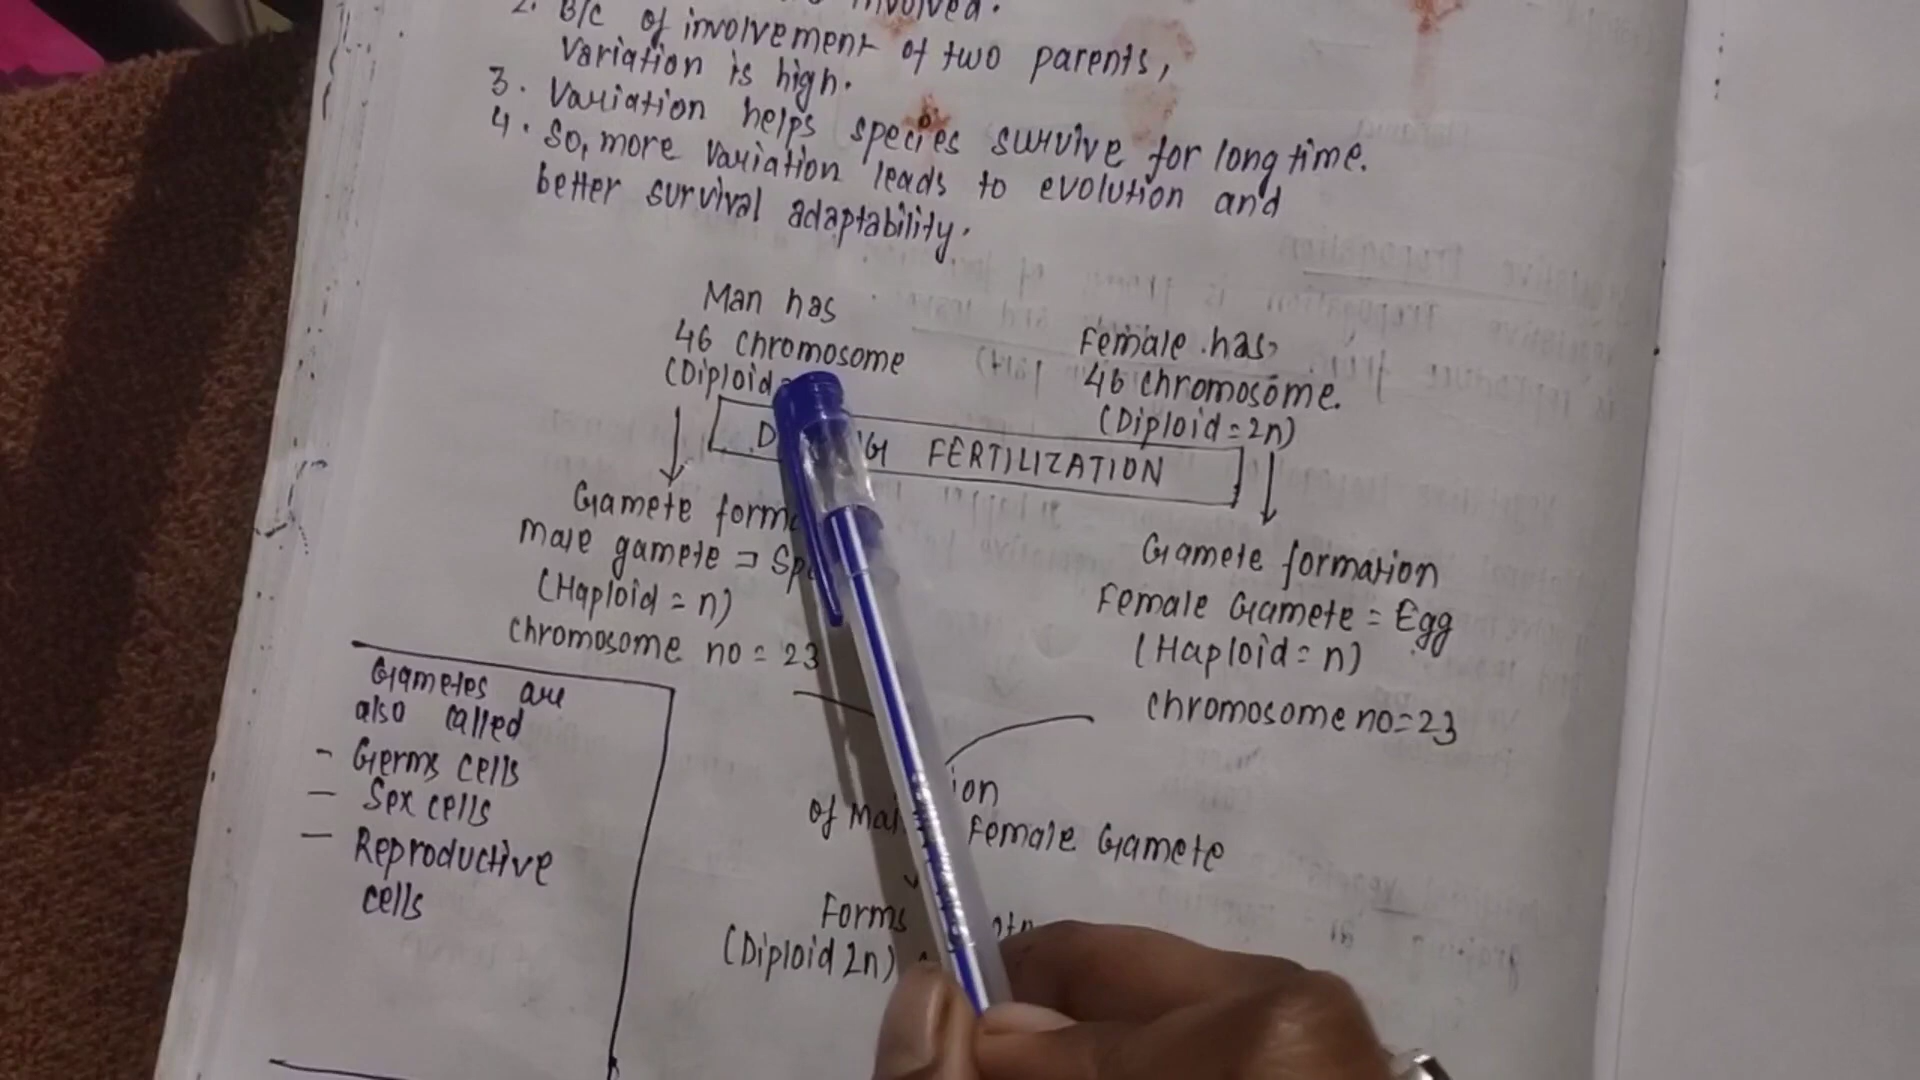 2. B/c of involvement of two parents,
variation is high.
3. Variation helps species survive for long time.
4. So, more variation leads to evolution and
better survival adaptability.
Man has
46 chromosome
(Diploid
Female has
46 chromosome.
(Diploid = 2n)
FERTILIZATION
Gamete
male gamete =
(Haploid = n)
chromosome no = 23
Gamete formation
Female Gamete = Egg
(Haploid = n)
chromosome no = 23
Gametes are
also called
- Germs cells
- Sex cells
- Reproductive
cells
of
Female Gamete
Forms
(Diploid 2n)